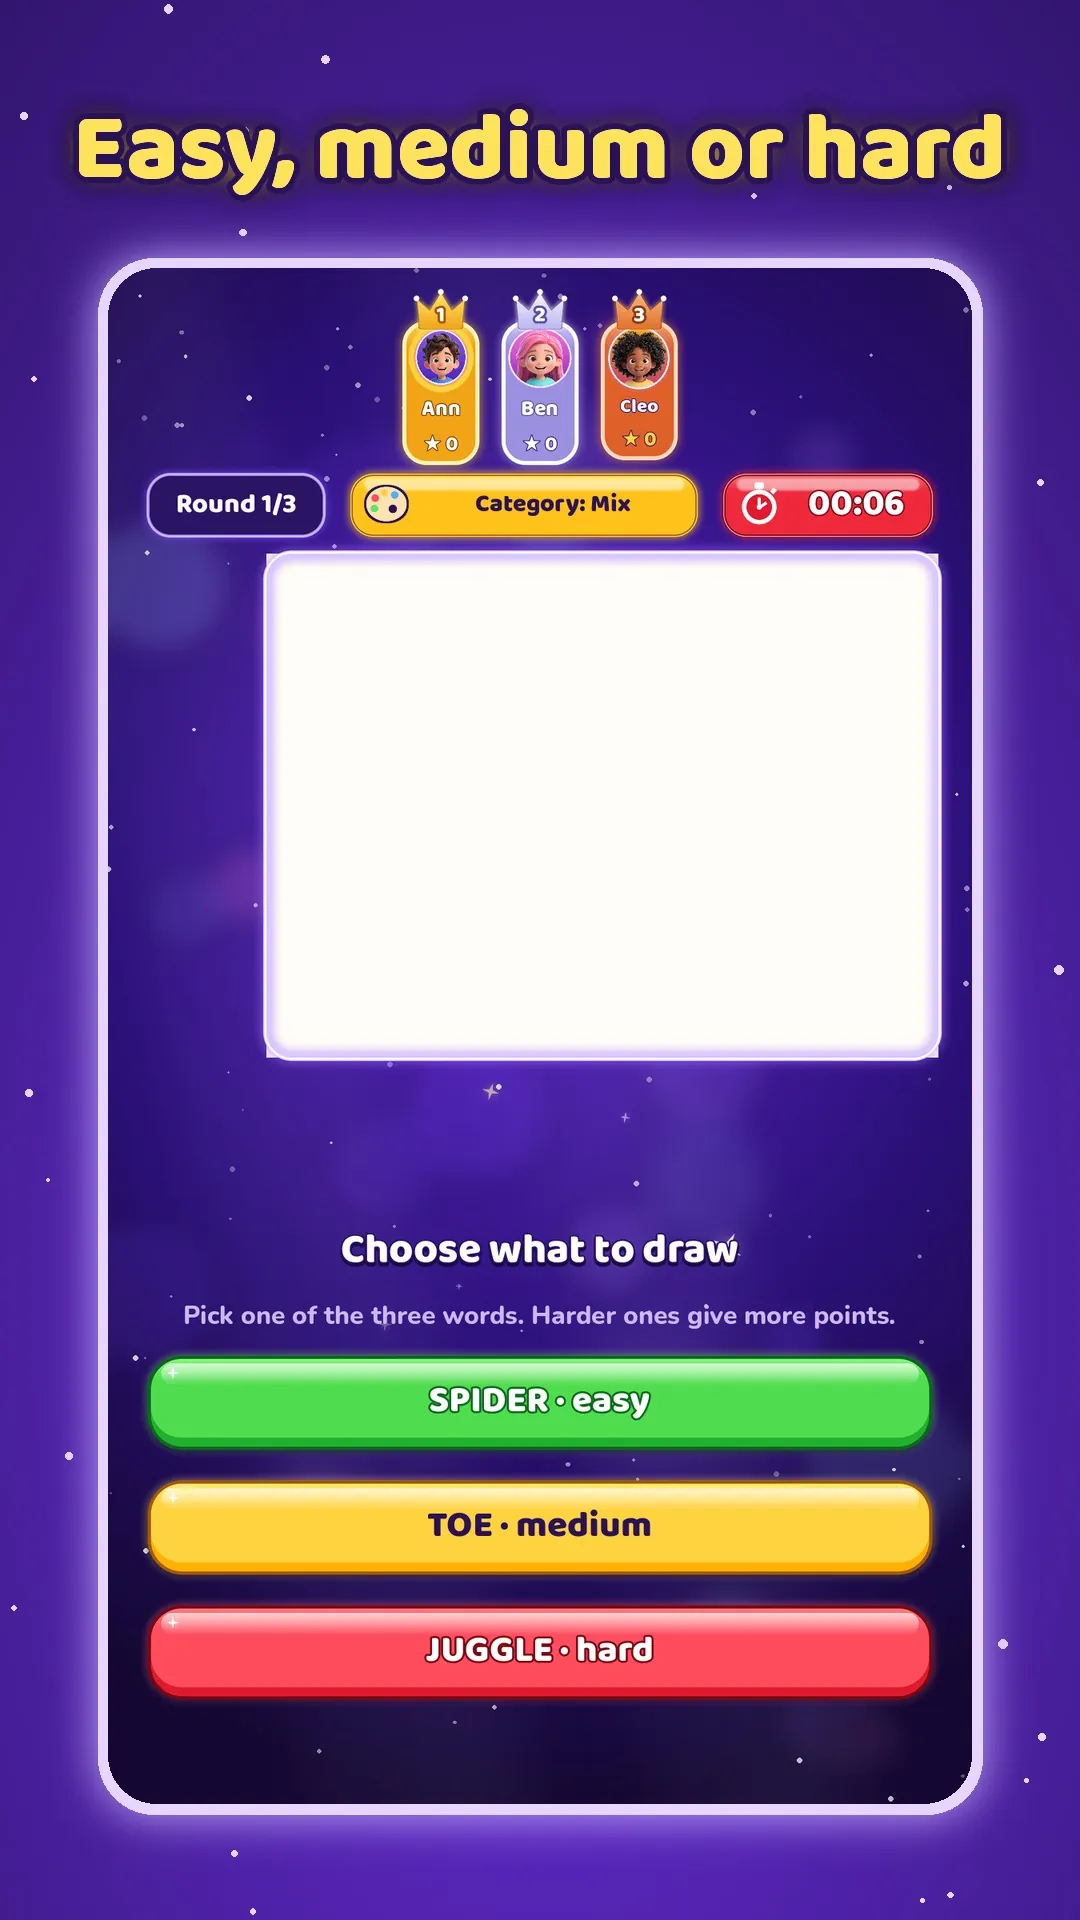 Easy, medium or hard
1 2 3
Ann Ben Cleo
★ 0 ★ 0 ★ 0
Round 1/3 Category: Mix 00:06
Choose what to draw
Pick one of the three words. Harder ones give more points.
SPIDER · easy
TOE · medium
JUGGLE · hard